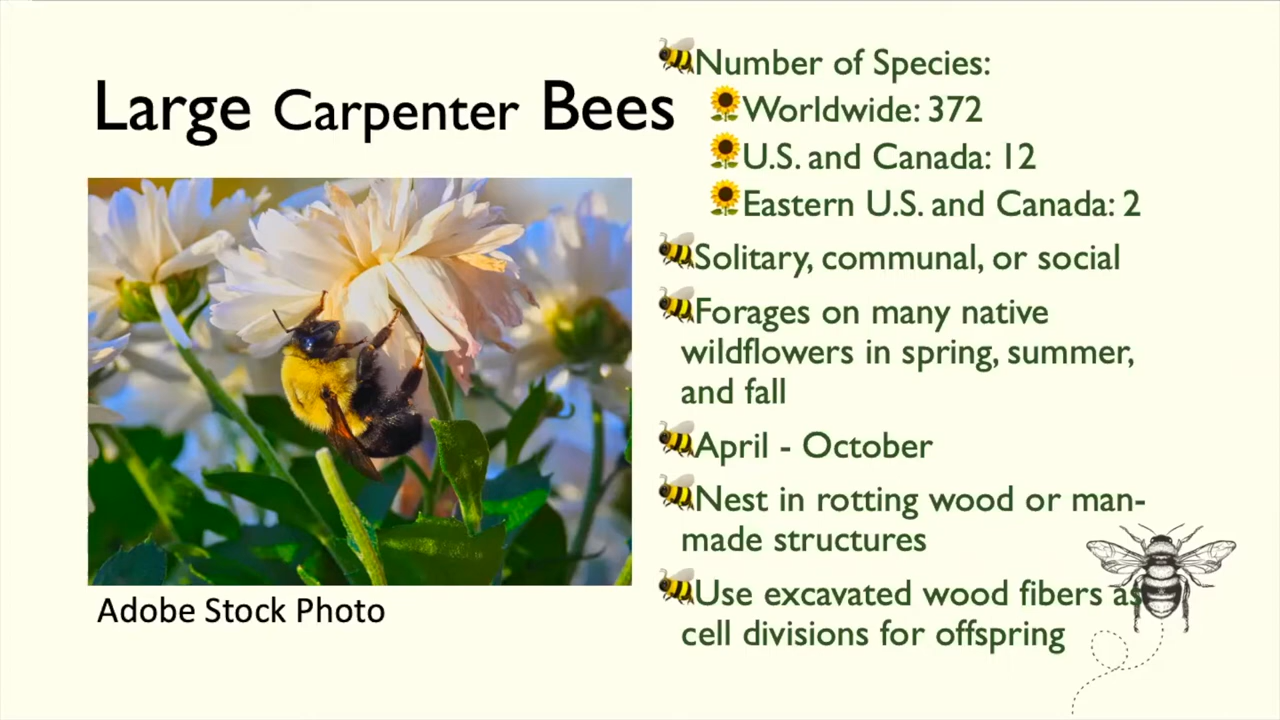 Large Carpenter Bees
Adobe Stock Photo
Number of Species:
Worldwide: 372
U.S. and Canada: 12
Eastern U.S. and Canada: 2
Solitary, communal, or social
Forages on many native
wildflowers in spring, summer,
and fall
April - October
Nest in rotting wood or man-
made structures
Use excavated wood fibers as
cell divisions for offspring